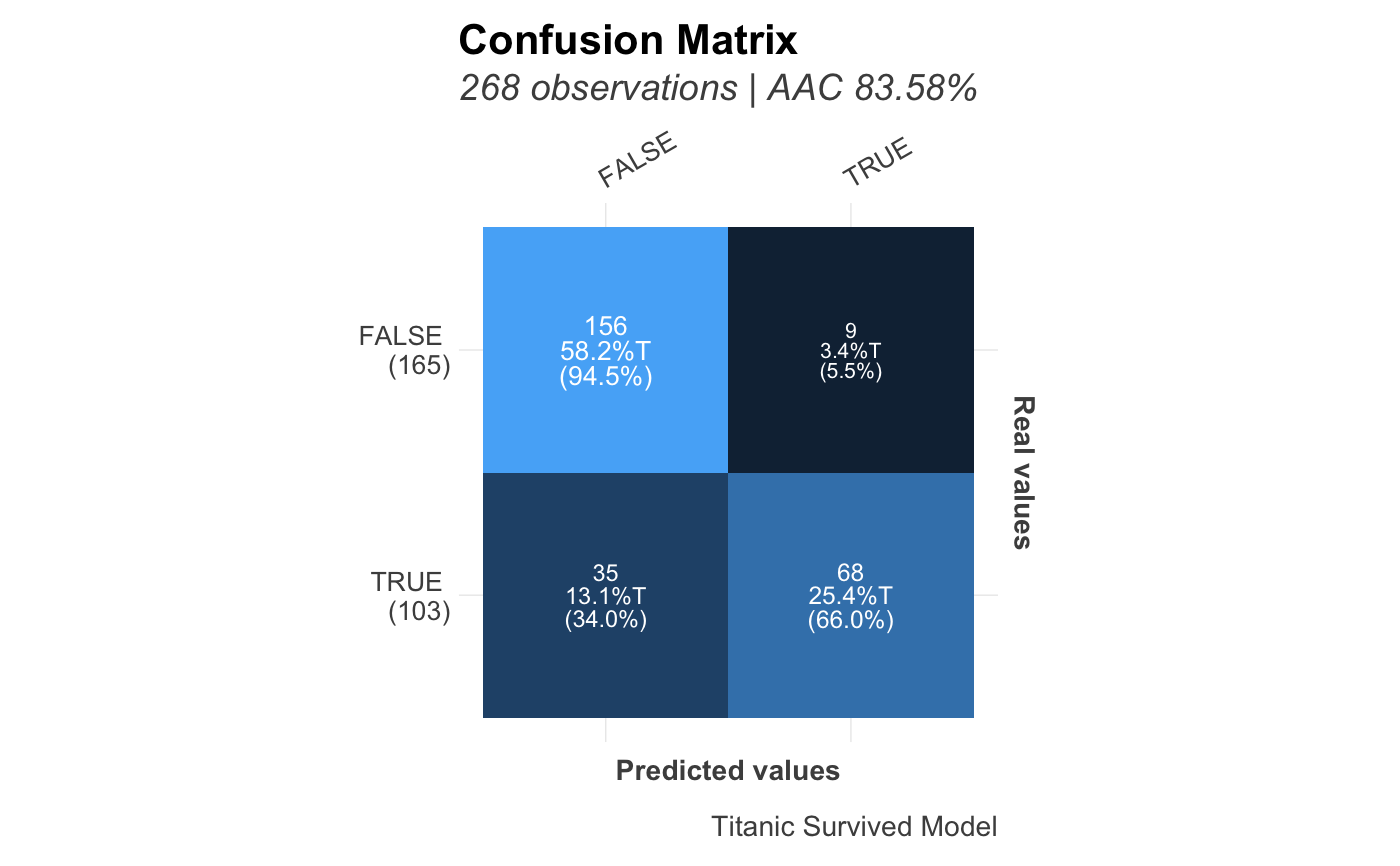 Confusion Matrix
268 observations | AAC 83.58%
FALSE
TRUE
FALSE
(165)
156
58.2%T
(94.5%)
9
3.4%T
(5.5%)
Real values
TRUE
(103)
35
13.1%T
(34.0%)
68
25.4%T
(66.0%)
Predicted values
Titanic Survived Model